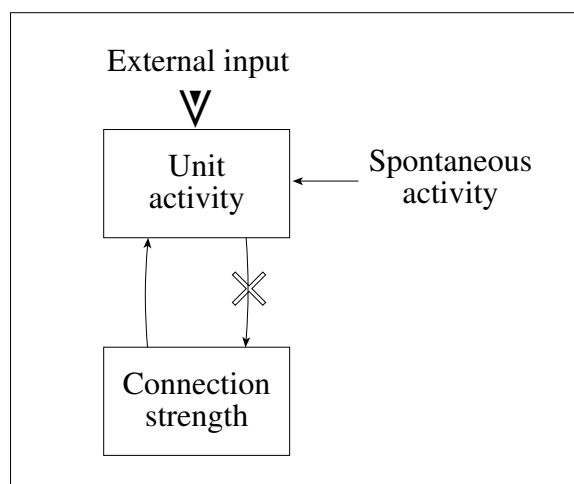 External input
Unit
activity
Spontaneous
activity
Connection
strength